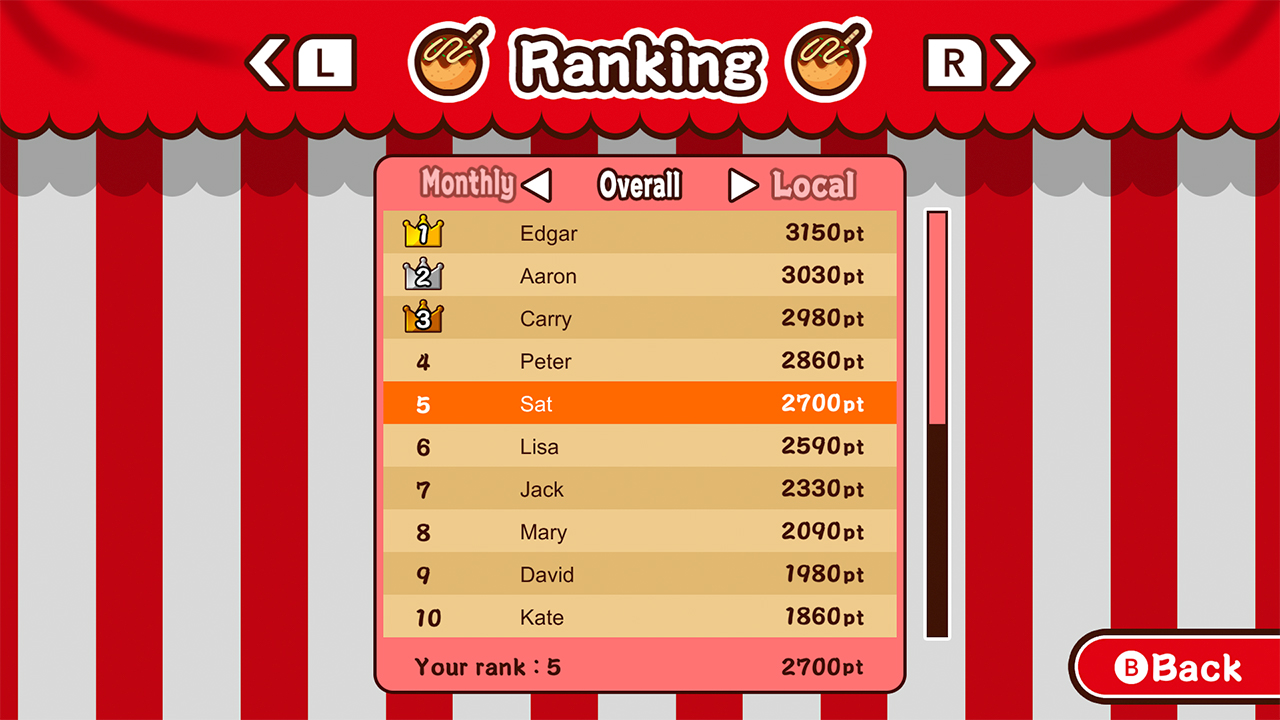 L Ranking R
Monthly Overall Local
1 Edgar 3150pt
2 Aaron 3030pt
3 Carry 2980pt
4 Peter 2860pt
5 Sat 2700pt
6 Lisa 2590pt
7 Jack 2330pt
8 Mary 2090pt
9 David 1980pt
10 Kate 1860pt
Your rank : 5 2700pt
B Back